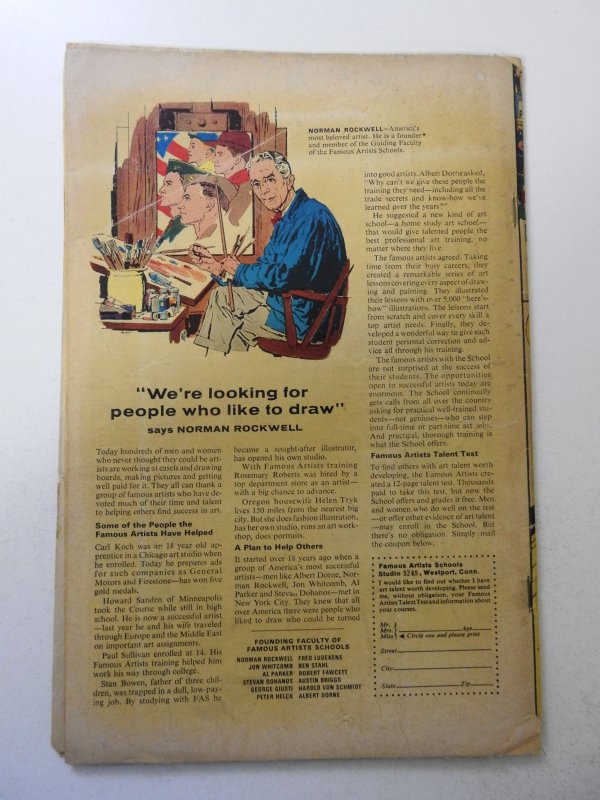 NORMAN ROCKWELL—America's
most beloved artist. He is a founder
and member of the Guiding Faculty
of the Famous Artists Schools.
"We're looking for
people who like to draw"
says NORMAN ROCKWELL
Today hundreds of men and women
who never thought they could be art-
ists are working at easels and drawing
boards, making pictures and getting
well paid for it. They all can thank a
group of famous artists who have de-
voted much of their time and talent
to helping others find success in art.
Some of the People the
Famous Artists Have Helped
Carl Koch was an 18 year old ap-
prentice in a Chicago art studio when
he enrolled. Today he prepares ads
for such companies as General
Motors and Firestone—has won five
gold medals.
Howard Sanden of Minneapolis
took the Course while still in high
school. He is now a successful artist
—last year he and his wife traveled
through Europe and the Middle East
on important art assignments.
Paul Sullivan enrolled at 14. His
Famous Artists training helped him
work his way through college.
Stan Bowen, father of three chil-
dren, was trapped in a dull, low-pay-
ing job. By studying with FAS he
became a sought-after illustrator,
has opened his own studio.
With Famous Artists training
Rosemary Roberts was hired by a
top department store as an artist—
with a big chance to advance.
Oregon housewife Helen Tryk
lives 150 miles from the nearest big
city. But she does fashion illustration,
has her own studio, runs an art work-
shop, does portraits.
A Plan to Help Others
It started over 18 years ago when a
group of America's most successful
artists—men like Albert Dorne, Nor-
man Rockwell, Jon Whitcomb, Al
Parker and Stevan Dohanos—met in
New York City. They knew that all
over America there were people who
liked to draw who could be turned
FOUNDING FACULTY OF
FAMOUS ARTISTS SCHOOLS
NORMAN ROCKWELL FRED LUDEKENS
JON WHITCOMB BEN STAHL
AL PARKER ROBERT FAWCETT
STEVAN DOHANOS AUSTIN BRIGGS
GEORGE GIUSTI HAROLD VON SCHMIDT
PETER HELCK ALBERT DORNE
into good artists. Albert Dorne asked,
"Why can't we give these people the
training they need—including all the
trade secrets and know-how we've
learned over the years?"
He suggested a new kind of art
school—a home study art school—
that would give talented people the
best professional art training, no
matter where they live.
The famous artists agreed. Taking
time from their busy careers, they
created a remarkable series of art
lessons covering every aspect of draw-
ing and painting. They illustrated
their lessons with over 5,000 "here's-
how" illustrations. The lessons start
from scratch and cover every skill a
top artist needs. Finally, they de-
veloped a wonderful way to give each
student personal correction and ad-
vice all through his training.
The famous artists with the School
are not surprised at the success of
their students. The opportunities
open to successful artists today are
enormous. The School continually
gets calls from all over the country
asking for practical well-trained stu-
dents—not geniuses—who can step
into full-time or part-time art jobs.
And practical, thorough training is
what the School offers.
Famous Artists Talent Test
To find others with art talent worth
developing, the Famous Artists cre-
ated a 12-page talent test. Thousands
paid to take this test, but now the
School offers and grades it free. Men
and women who do well on the test
—or offer other evidence of art talent
—may enroll in the School. But
there's no obligation. Simply mail
the coupon below.
Famous Artists Schools
Studio 5265, Westport, Conn.
I would like to find out whether I have
art talent worth developing. Please send
me, without obligation, your Famous
Artists Talent Test and information about
your courses.
Mr.
Mrs. Age
Miss Circle one and please print
Street
City
State Zip